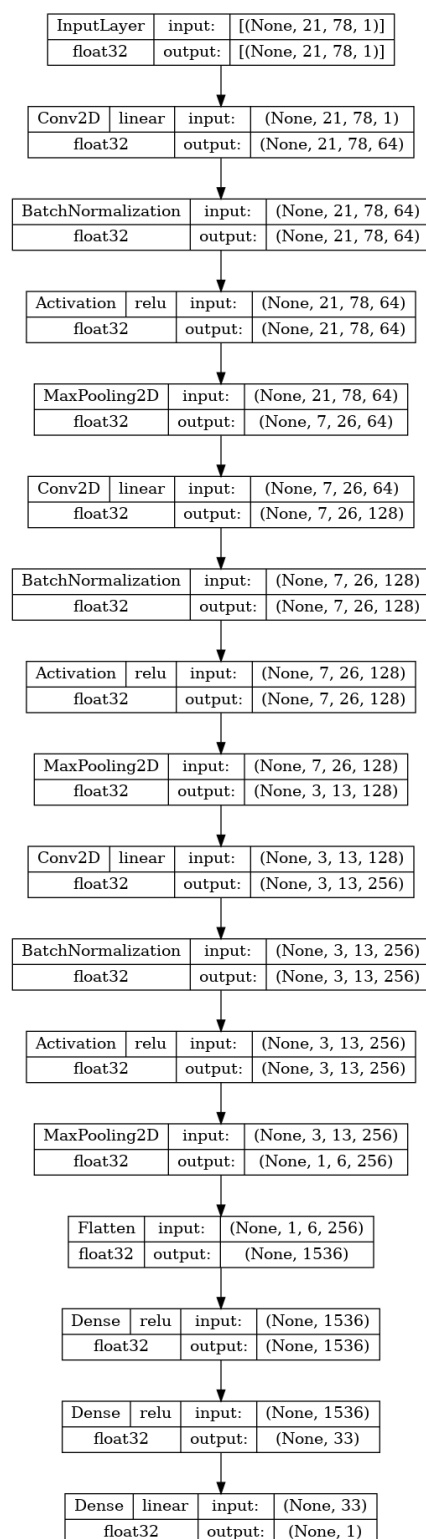 InputLayer input: [(None, 21, 78, 1)]
float32 output: [(None, 21, 78, 1)]
Conv2D linear input: (None, 21, 78, 1)
float32 output: (None, 21, 78, 64)
BatchNormalization input: (None, 21, 78, 64)
float32 output: (None, 21, 78, 64)
Activation relu input: (None, 21, 78, 64)
float32 output: (None, 21, 78, 64)
MaxPooling2D input: (None, 21, 78, 64)
float32 output: (None, 7, 26, 64)
Conv2D linear input: (None, 7, 26, 64)
float32 output: (None, 7, 26, 128)
BatchNormalization input: (None, 7, 26, 128)
float32 output: (None, 7, 26, 128)
Activation relu input: (None, 7, 26, 128)
float32 output: (None, 7, 26, 128)
MaxPooling2D input: (None, 7, 26, 128)
float32 output: (None, 3, 13, 128)
Conv2D linear input: (None, 3, 13, 128)
float32 output: (None, 3, 13, 256)
BatchNormalization input: (None, 3, 13, 256)
float32 output: (None, 3, 13, 256)
Activation relu input: (None, 3, 13, 256)
float32 output: (None, 3, 13, 256)
MaxPooling2D input: (None, 3, 13, 256)
float32 output: (None, 1, 6, 256)
Flatten input: (None, 1, 6, 256)
float32 output: (None, 1536)
Dense relu input: (None, 1536)
float32 output: (None, 1536)
Dense relu input: (None, 1536)
float32 output: (None, 33)
Dense linear input: (None, 33)
float32 output: (None, 1)